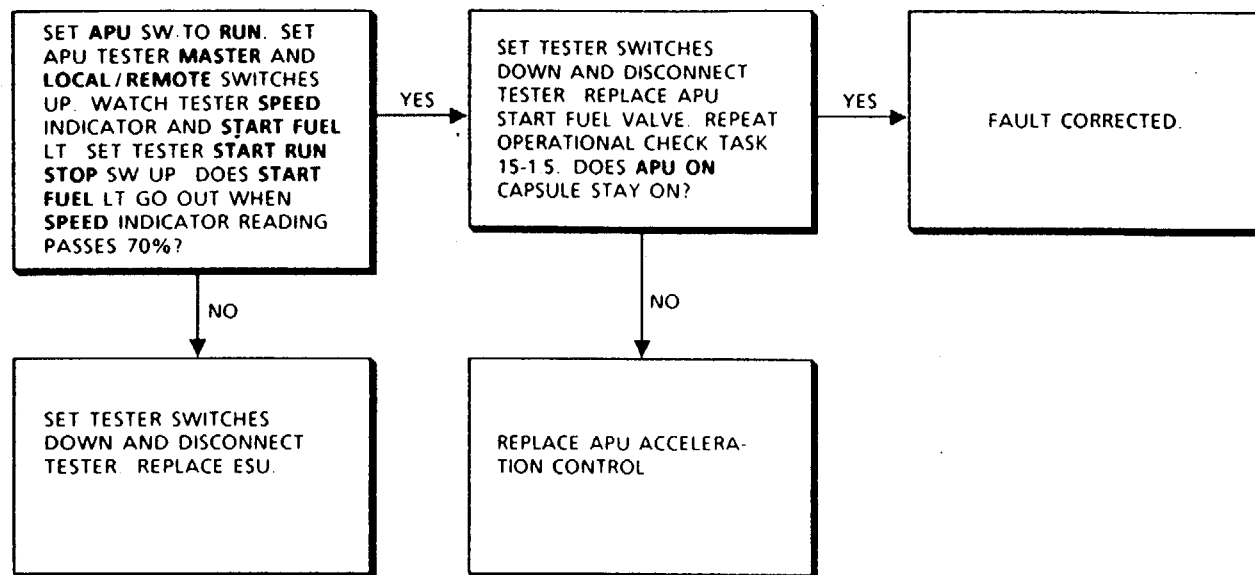 SET APU SW TO RUN. SET
APU TESTER MASTER AND
LOCAL/REMOTE SWITCHES
UP. WATCH TESTER SPEED
INDICATOR AND START FUEL
LT SET TESTER START RUN
STOP SW UP DOES START
FUEL LT GO OUT WHEN
SPEED INDICATOR READING
PASSES 70%?
YES
SET TESTER SWITCHES
DOWN AND DISCONNECT
TESTER REPLACE APU
START FUEL VALVE. REPEAT
OPERATIONAL CHECK TASK
15-1.5. DOES APU ON
CAPSULE STAY ON?
YES
FAULT CORRECTED.
NO
NO
SET TESTER SWITCHES
DOWN AND DISCONNECT
TESTER. REPLACE ESU.
REPLACE APU ACCELERA-
TION CONTROL